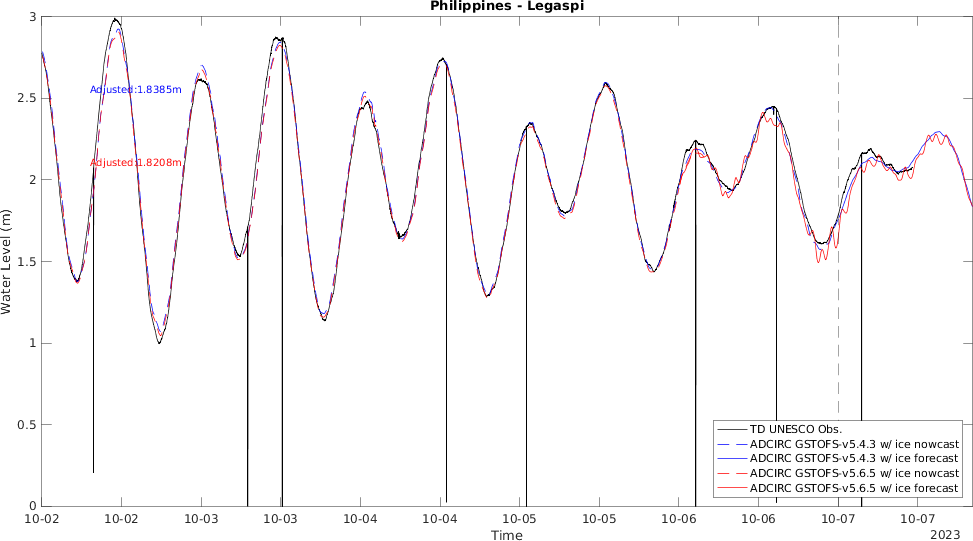 Philippines - Legaspi
3
2.5
2
1.5
1
0.5
0
Water Level (m)
Adjusted:1.8385m
Adjusted:1.8208m
TD UNESCO Obs.
ADCIRC GSTOFS-v5.4.3 w/ ice nowcast
ADCIRC GSTOFS-v5.4.3 w/ ice forecast
ADCIRC GSTOFS-v5.6.5 w/ ice nowcast
ADCIRC GSTOFS-v5.6.5 w/ ice forecast
10-02 10-02 10-03 10-03 10-04 10-04 10-05 10-05 10-06 10-06 10-07 10-07
Time
2023